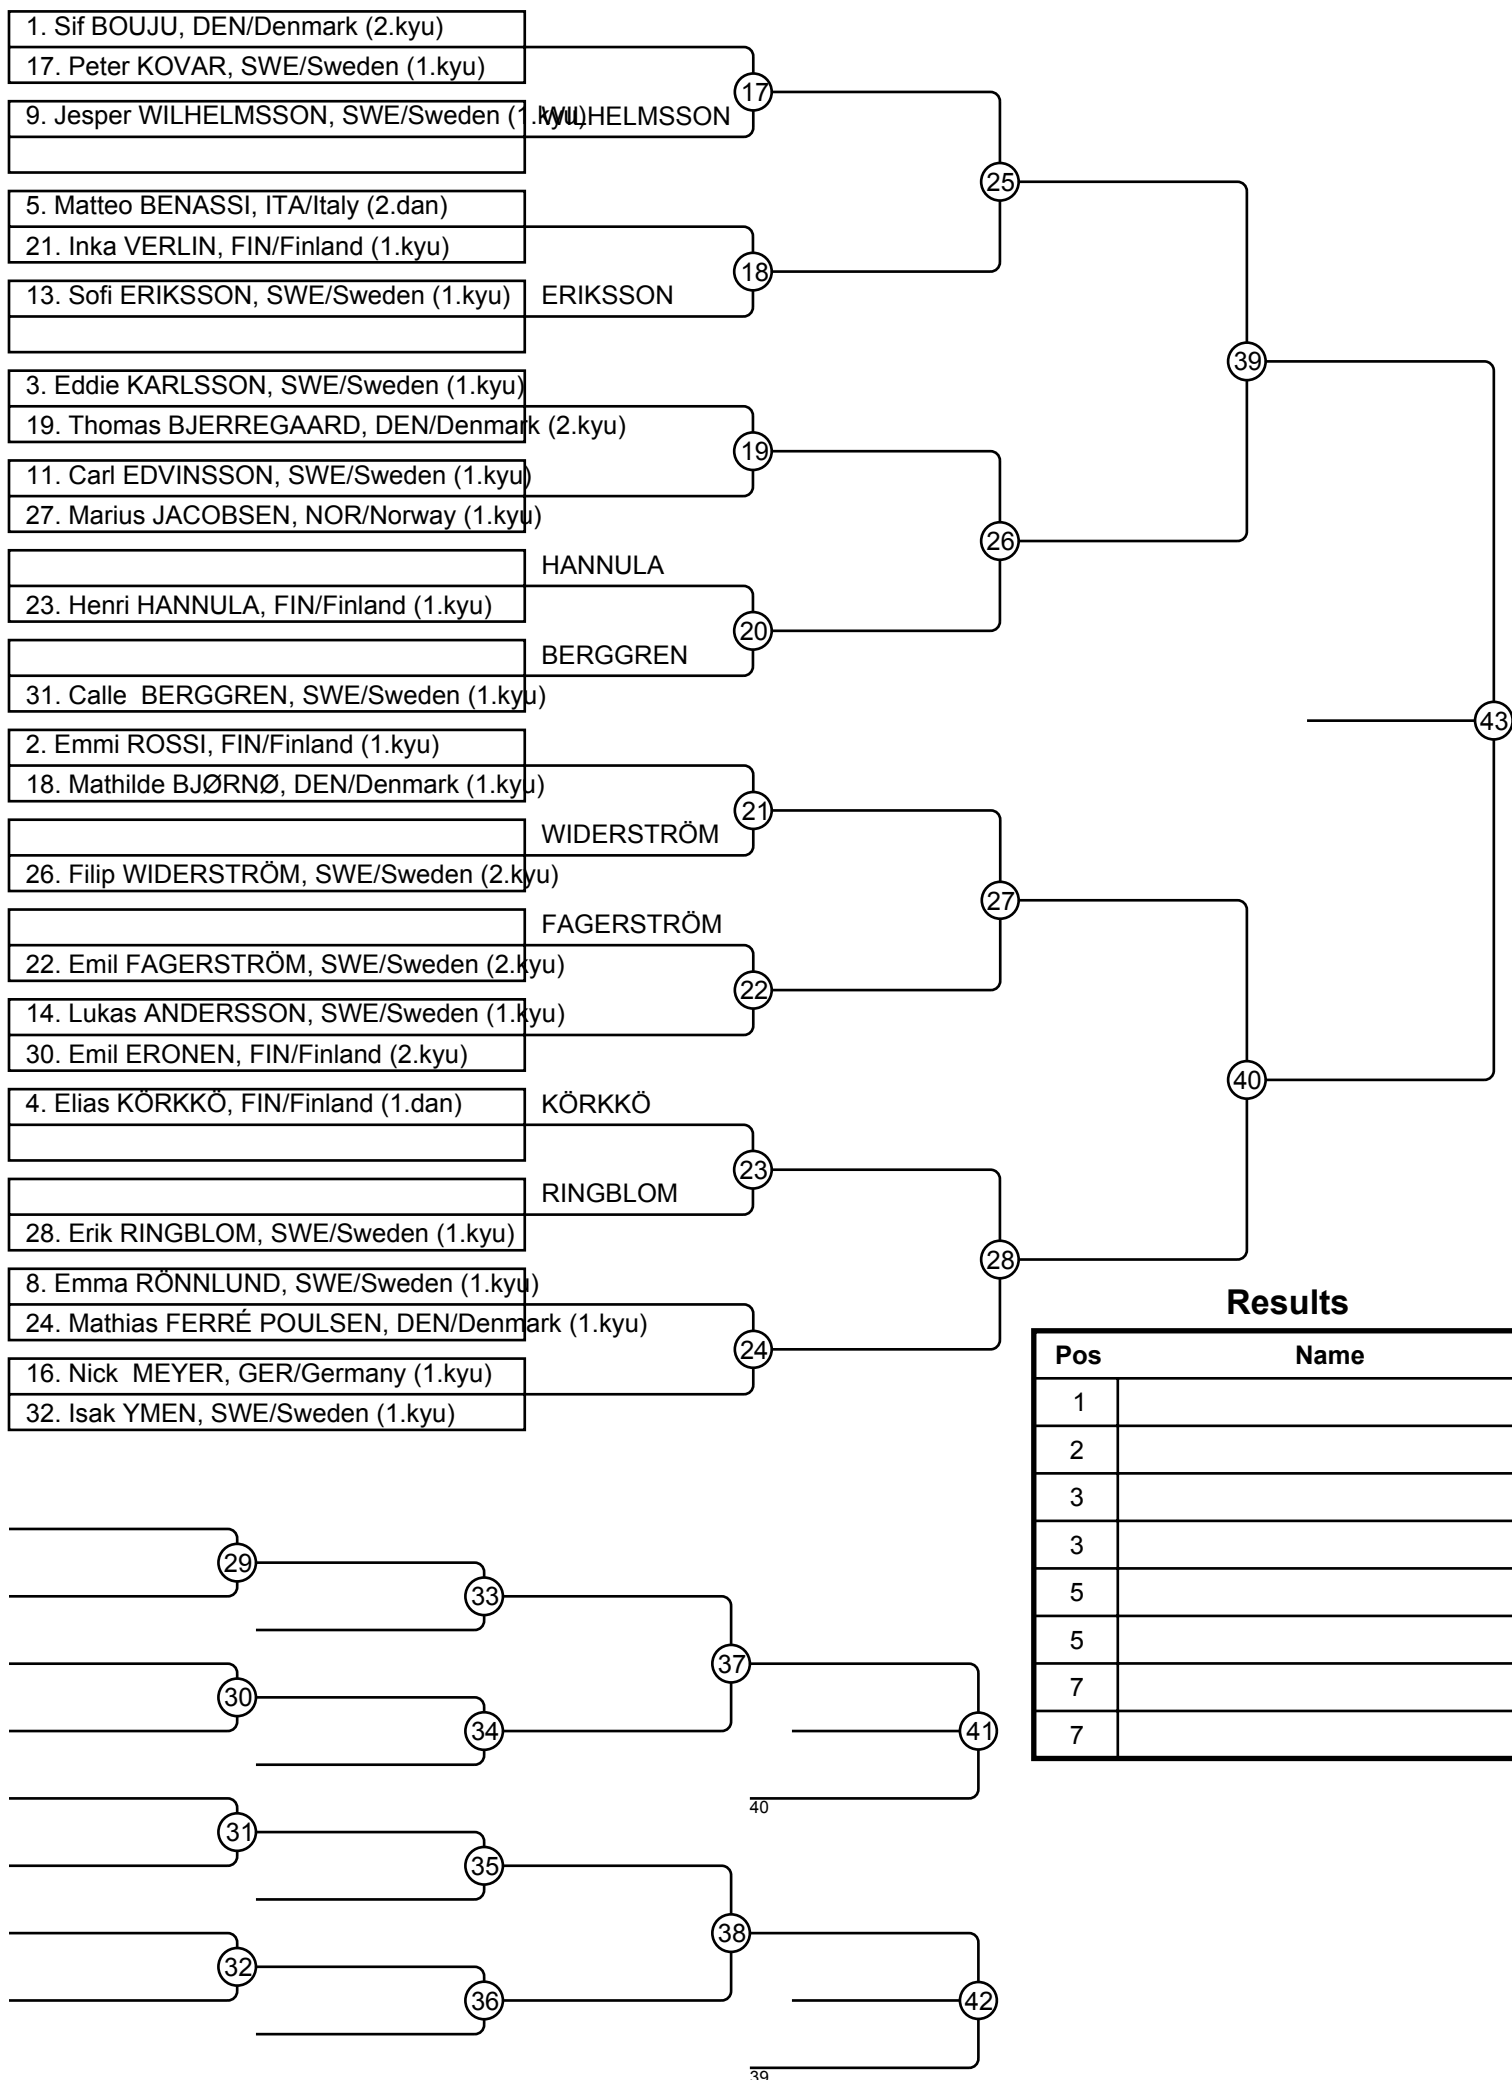 1. Sif BOUJU, DEN/Denmark (2.kyu)
17. Peter KOVAR, SWE/Sweden (1.kyu)
17
9. Jesper WILHELMSSON, SWE/Sweden (1.kyu) WILHELMSSON
25
5. Matteo BENASSI, ITA/Italy (2.dan)
21. Inka VERLIN, FIN/Finland (1.kyu)
18
13. Sofi ERIKSSON, SWE/Sweden (1.kyu) ERIKSSON
39
3. Eddie KARLSSON, SWE/Sweden (1.kyu)
19. Thomas BJERREGAARD, DEN/Denmark (2.kyu)
19
11. Carl EDVINSSON, SWE/Sweden (1.kyu)
27. Marius JACOBSEN, NOR/Norway (1.kyu)
26
HANNULA
23. Henri HANNULA, FIN/Finland (1.kyu)
20
BERGGREN
31. Calle  BERGGREN, SWE/Sweden (1.kyu)
43
2. Emmi ROSSI, FIN/Finland (1.kyu)
18. Mathilde BJØRNØ, DEN/Denmark (1.kyu)
21
WIDERSTRÖM
26. Filip WIDERSTRÖM, SWE/Sweden (2.kyu)
27
FAGERSTRÖM
22. Emil FAGERSTRÖM, SWE/Sweden (2.kyu)
22
14. Lukas ANDERSSON, SWE/Sweden (1.kyu)
30. Emil ERONEN, FIN/Finland (2.kyu)
40
4. Elias KÖRKKÖ, FIN/Finland (1.dan) KÖRKKÖ
23
RINGBLOM
28. Erik RINGBLOM, SWE/Sweden (1.kyu)
28
8. Emma RÖNNLUND, SWE/Sweden (1.kyu)
24. Mathias FERRÉ POULSEN, DEN/Denmark (1.kyu)
24
16. Nick  MEYER, GER/Germany (1.kyu)
32. Isak YMEN, SWE/Sweden (1.kyu)
Results
Pos Name
1
2
3
3
5
5
7
7
29
33
30
34
37
41
40
31
35
32
36
38
42
39